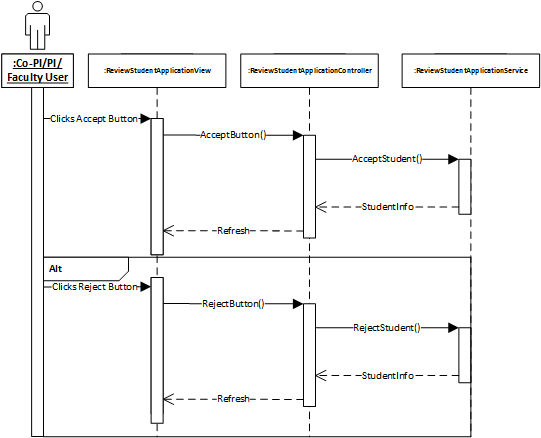 :Co-PI/PI/
Faculty User
:ReviewStudentApplicationView
:ReviewStudentApplicationController
:ReviewStudentApplicationService
Clicks Accept Button
AcceptButton()
AcceptStudent()
StudentInfo
Refresh
Alt
Clicks Reject Button
RejectButton()
RejectStudent()
StudentInfo
Refresh